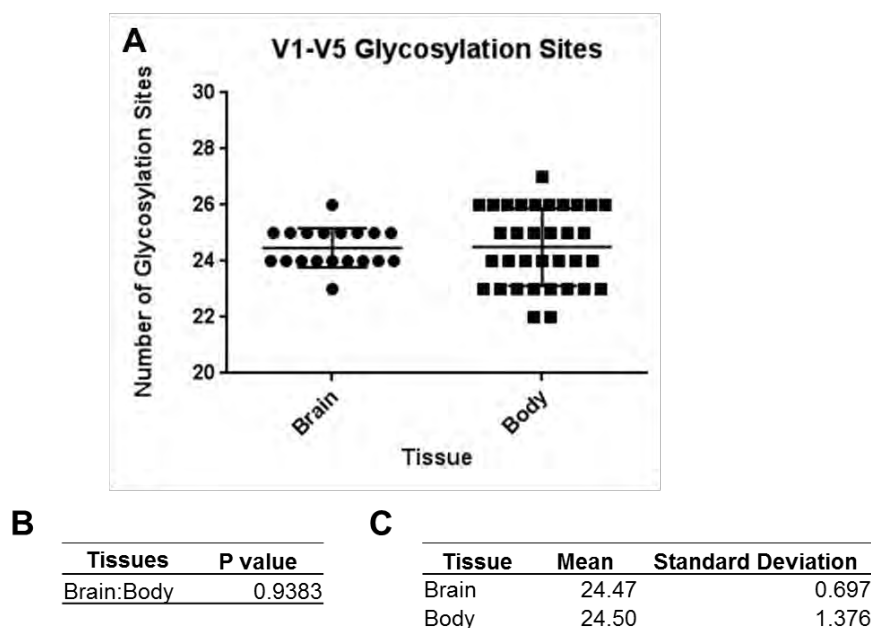 A
V1-V5 Glycosylation Sites
Number of Glycosylation Sites
30
28
26
24
22
20
Brain
Body
Tissue
B
Tissues P value
Brain:Body 0.9383
C
Tissue Mean Standard Deviation
Brain 24.47 0.697
Body 24.50 1.376